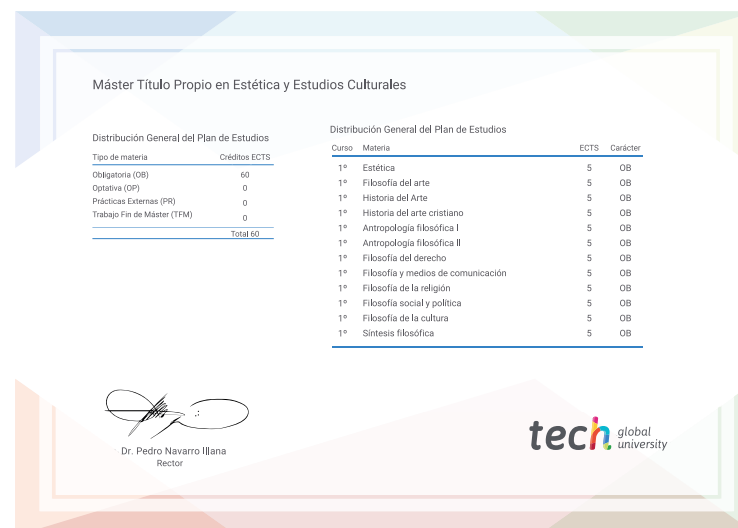 Máster Título Propio en Estética y Estudios Culturales
Distribución General del Plan de Estudios
Tipo de materia Créditos ECTS
Obligatoria (OB) 60
Optativa (OP) 0
Prácticas Externas (PR) 0
Trabajo Fin de Máster (TFM) 0
Total 60
Distribución General del Plan de Estudios
Curso Materia ECTS Carácter
1º Estética 5 OB
1º Filosofía del arte 5 OB
1º Historia del Arte 5 OB
1º Historia del arte cristiano 5 OB
1º Antropología filosófica I 5 OB
1º Antropología filosófica II 5 OB
1º Filosofía del derecho 5 OB
1º Filosofía y medios de comunicación 5 OB
1º Filosofía de la religión 5 OB
1º Filosofía social y política 5 OB
1º Filosofía de la cultura 5 OB
1º Síntesis filosófica 5 OB
Dr. Pedro Navarro Illana
Rector
tech global university